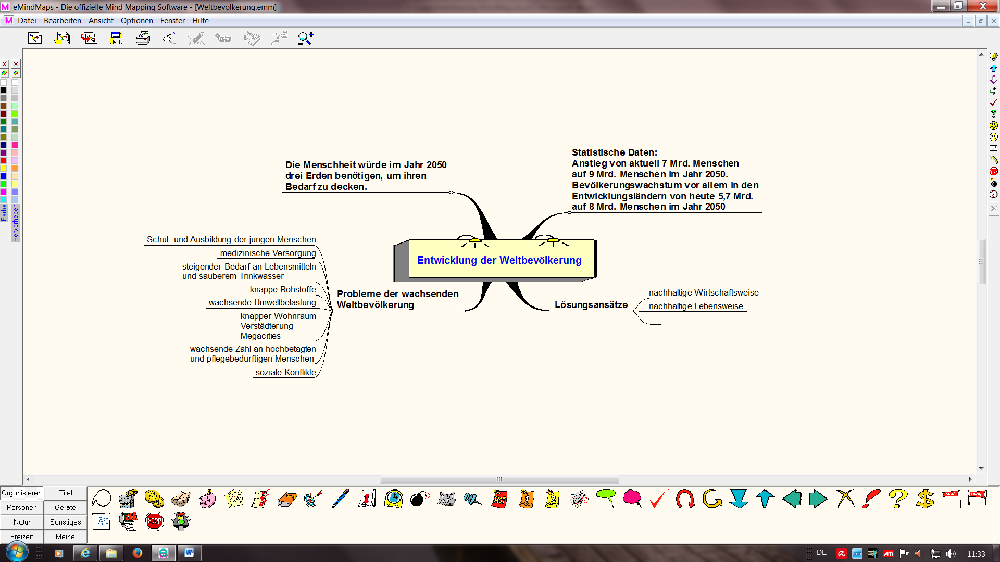 eMindMaps - Die offizielle Mind Mapping Software - [Weltbevölkerung.emm]
Datei Bearbeiten Ansicht Optionen Fenster Hilfe
Farbe
Hervorheben
Die Menschheit würde im Jahr 2050
drei Erden benötigen, um ihren
Bedarf zu decken.
Statistische Daten:
Anstieg von aktuell 7 Mrd. Menschen
auf 9 Mrd. Menschen im Jahr 2050.
Bevölkerungswachstum vor allem in den
Entwicklungsländern von heute 5,7 Mrd.
auf 8 Mrd. Menschen im Jahr 2050
Entwicklung der Weltbevölkerung
Schul- und Ausbildung der jungen Menschen
medizinische Versorgung
steigender Bedarf an Lebensmitteln
und sauberem Trinkwasser
knappe Rohstoffe
wachsende Umweltbelastung
knapper Wohnraum
Verstädterung
Megacities
wachsende Zahl an hochbetagten
und pflegebedürftigen Menschen
soziale Konflikte
Probleme der wachsenden
Weltbevölkerung
Lösungsansätze
nachhaltige Wirtschaftsweise
nachhaltige Lebensweise
...
Organisieren Titel
Personen Geräte
Natur Sonstiges
Freizeit Meine
HOT
START
FINISH
STOP
DE
ATI
11:33